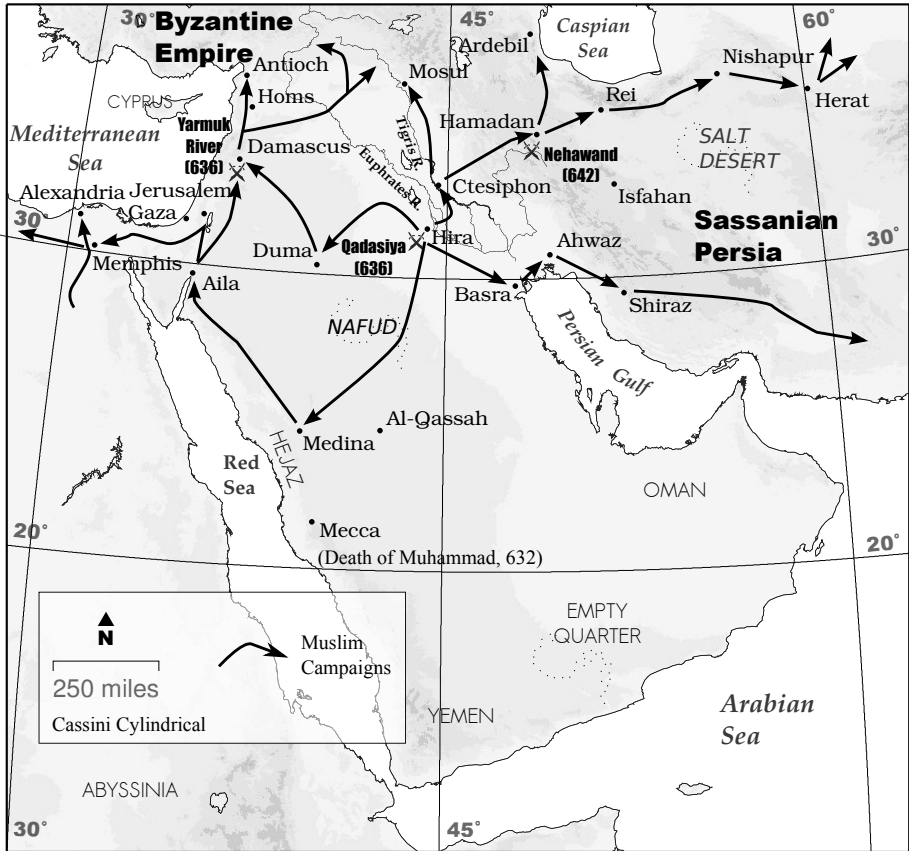 30°
45
60°
Byzantine
Empire
Ardebil
Caspian
Sea
Nishapur
Antioch
Mosul
CYPRUS
Homs
Rei
Herat
Mediterranean
Sea
Yarmuk
River
(636)
Hamadan
Tigris R.
SALT
DESERT
Damascus
Nehawand
(642)
Euphrates R.
Ctesiphon
Isfahan
Alexandria
Jerusalem
Gaza
30
Hira
Sassanian
Persia
30°
Duma
Qadasiya
(636)
Ahwaz
Memphis
Aila
Basra
Shiraz
NAFUD
Persian Gulf
Al-Qassah
Medina
HEJAZ
Red
Sea
OMAN
Mecca
(Death of Muhammad, 632)
20°
20°
EMPTY
QUARTER
N
Muslim
Campaigns
250 miles
Cassini Cylindrical
YEMEN
Arabian
Sea
ABYSSINIA
30°
45°